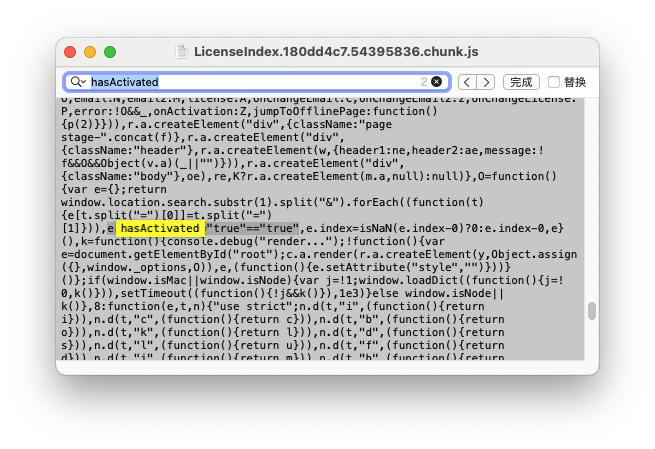 LicenseIndex.180dd4c7.54395836.chunk.js
hasActivated
2
完成
替换
0,email:N,email2:M,license:A,onChangeEmail:C,onChangeEmail2:z,onChangeLicense:
P,error:!O&&_,onActivation:Z,jumpToOfflinePage:function()
{p(2)}})),r.a.createElement("div",{className:"page
stage-".concat(f)},r.a.createElement("div",
{className:"header"},r.a.createElement(w,{header1:ne,header2:ae,message:!
f&&O&&Object(v.a)(_||"")})),r.a.createElement("div",
{className:"body"},oe),re,K?r.a.createElement(m.a,null):null)},O=function()
{var e={};return
window.location.search.substr(1).split("&").forEach((function(t)
{e[t.split("=")[0]]=t.split("=")
[1]})),e hasActivated "true"=="true",e.index=isNaN(e.index-0)?0:e.index-0,e}
(),k=function(){console.debug("render...");!function(){var
e=document.getElementById("root");c.a.render(r.a.createElement(y,Object.assign
({},window._options,O)),e,(function(){e.setAttribute("style","")}))}
()};if(window.isMac||window.isNode){var j=!1;window.loadDict((function(){j=!
0,k()})),setTimeout((function(){!j&&k()}),1e3)}else window.isNode||
k()},8:function(e,t,n){"use strict";n.d(t,"i",(function(){return
i})),n.d(t,"c",(function(){return c})),n.d(t,"b",(function(){return
o})),n.d(t,"k",(function(){return l})),n.d(t,"d",(function(){return
s})),n.d(t,"l",(function(){return u})),n.d(t,"f",(function(){return
d})),n.d(t,"j",(function(){return m})),n.d(t,"h",(function(){return